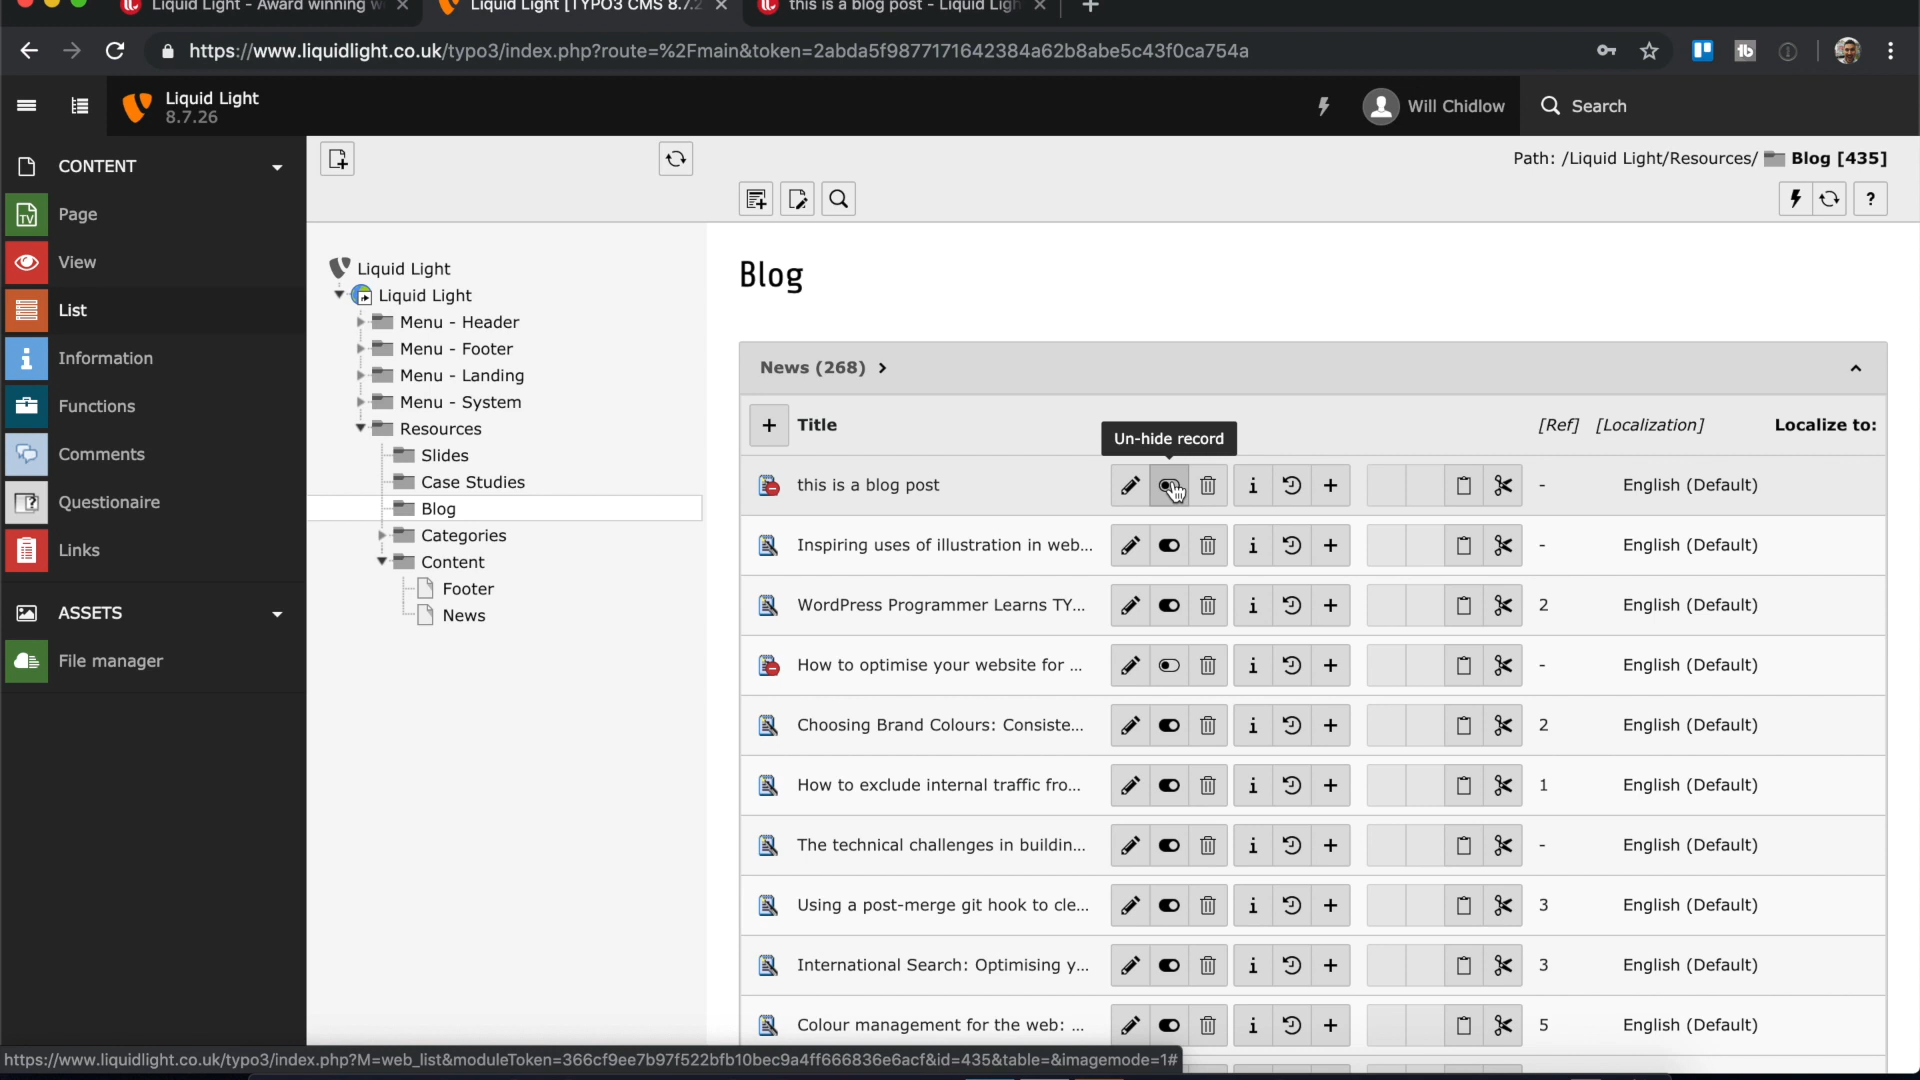 Liquid Light - Award winning w
Liquid Light [TYPO3 CMS 8.7.2
this is a blog post - Liquid Ligh
https://www.liquidlight.co.uk/typo3/index.php?route=%2Fmain&token=2abda5f9877171642384a62b8abe5c43f0ca754a
Liquid Light
8.7.26
Will Chidlow
Search
CONTENT
Page
View
List
Information
Functions
Comments
Questionaire
Links
ASSETS
File manager
Path: /Liquid Light/Resources/ Blog [435]
Liquid Light
Liquid Light
Menu - Header
Menu - Footer
Menu - Landing
Menu - System
Resources
Slides
Case Studies
Blog
Categories
Content
Footer
News
Blog
News (268)
Title
[Ref] [Localization] Localize to:
Un-hide record
this is a blog post - English (Default)
Inspiring uses of illustration in web... - English (Default)
WordPress Programmer Learns TY... 2 English (Default)
How to optimise your website for ... - English (Default)
Choosing Brand Colours: Consiste... 2 English (Default)
How to exclude internal traffic fro... 1 English (Default)
The technical challenges in buildin... - English (Default)
Using a post-merge git hook to cle... 3 English (Default)
International Search: Optimising y... 3 English (Default)
Colour management for the web: ... 5 English (Default)
https://www.liquidlight.co.uk/typo3/index.php?M=web_list&moduleToken=366cf9ee7b97f522bfb10bec9a4ff666836e6acf&id=435&table=&imagemode=1#